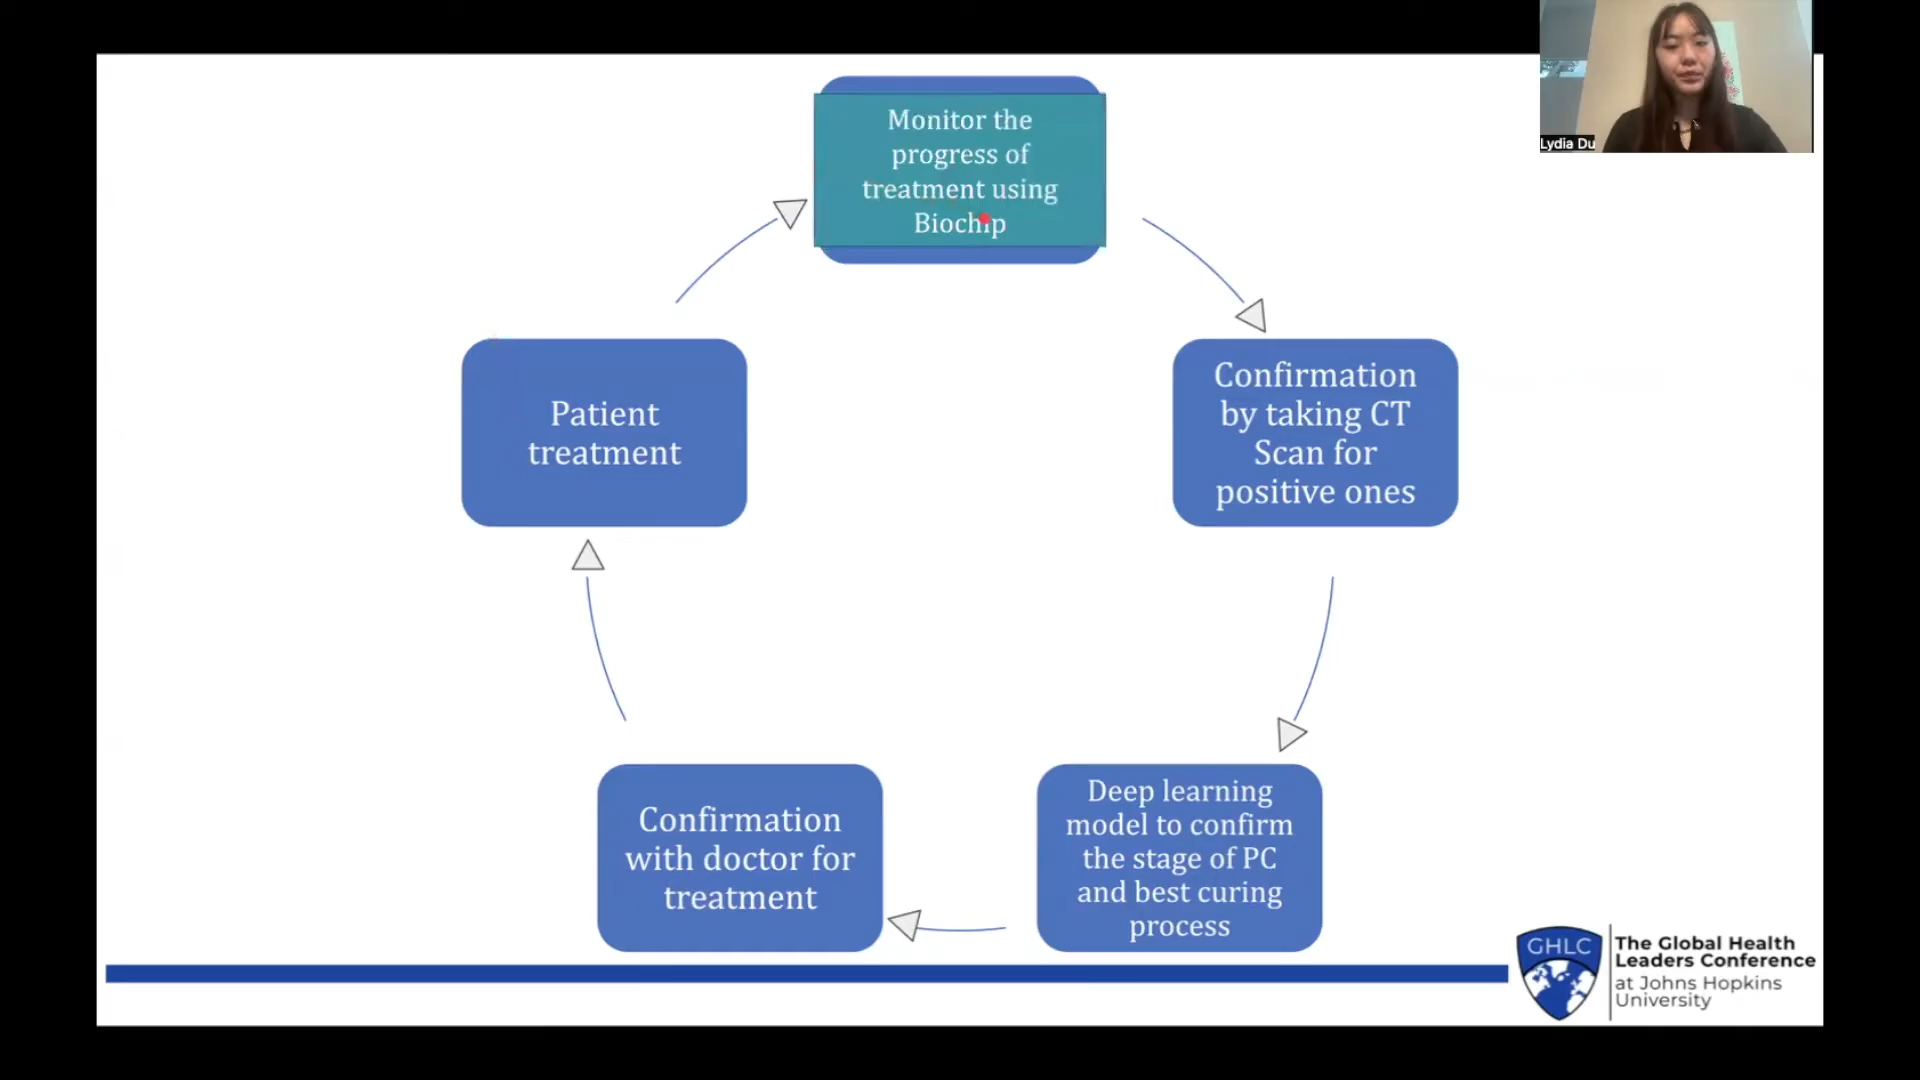 Lydia Du
Monitor the
progress of
treatment using
Biochip
Patient
treatment
Confirmation
by taking CT
Scan for
positive ones
Confirmation
with doctor for
treatment
Deep learning
model to confirm
the stage of PC
and best curing
process
GHLC
The Global Health
Leaders Conference
at Johns Hopkins
University